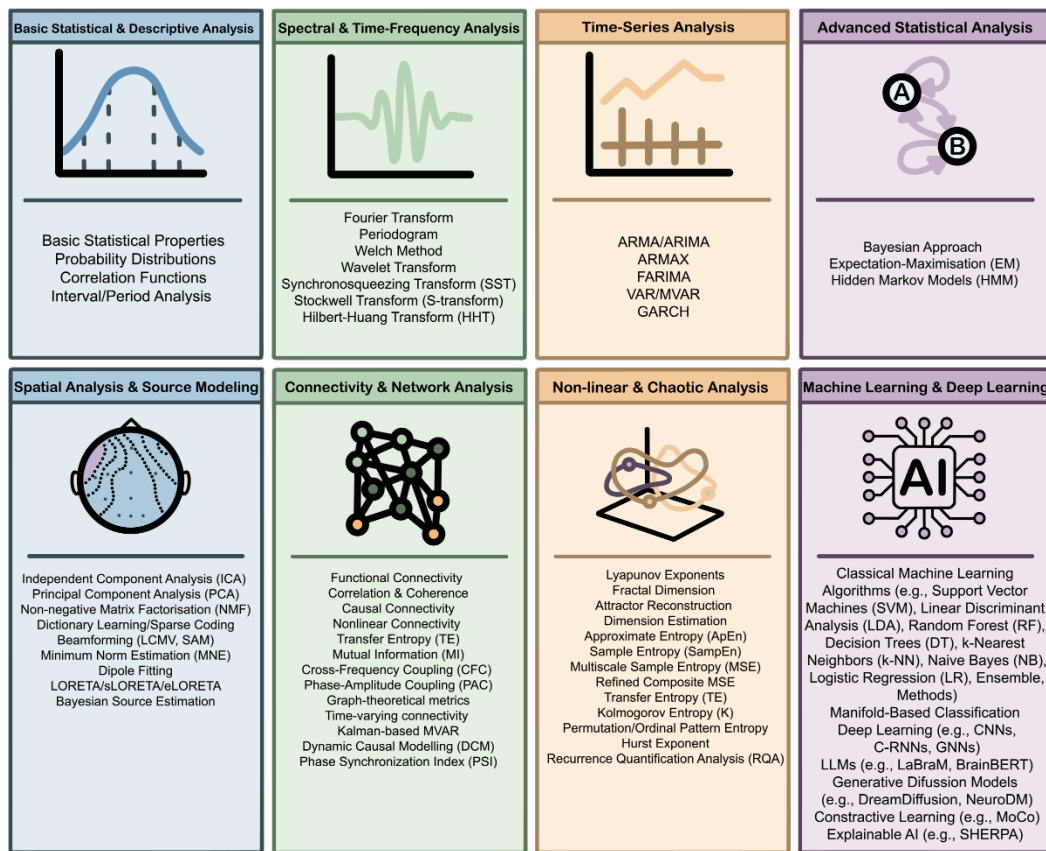 Basic Statistical & Descriptive Analysis
Basic Statistical Properties
Probability Distributions
Correlation Functions
Interval/Period Analysis
Spectral & Time-Frequency Analysis
Fourier Transform
Periodogram
Welch Method
Wavelet Transform
Synchronosqueezing Transform (SST)
Stockwell Transform (S-transform)
Hilbert-Huang Transform (HHT)
Time-Series Analysis
ARMA/ARIMA
ARMAX
FARIMA
VAR/MVAR
GARCH
Advanced Statistical Analysis
A
B
Bayesian Approach
Expectation-Maximisation (EM)
Hidden Markov Models (HMM)
Spatial Analysis & Source Modeling
Independent Component Analysis (ICA)
Principal Component Analysis (PCA)
Non-negative Matrix Factorisation (NMF)
Dictionary Learning/Sparse Coding
Beamforming (LCMV, SAM)
Minimum Norm Estimation (MNE)
Dipole Fitting
LORETA/sLORETA/eLORETA
Bayesian Source Estimation
Connectivity & Network Analysis
Functional Connectivity
Correlation & Coherence
Causal Connectivity
Nonlinear Connectivity
Transfer Entropy (TE)
Mutual Information (MI)
Cross-Frequency Coupling (CFC)
Phase-Amplitude Coupling (PAC)
Graph-theoretical metrics
Time-varying connectivity
Kalman-based MVAR
Dynamic Causal Modelling (DCM)
Phase Synchronization Index (PSI)
Non-linear & Chaotic Analysis
Lyapunov Exponents
Fractal Dimension
Attractor Reconstruction
Dimension Estimation
Approximate Entropy (ApEn)
Sample Entropy (SampEn)
Multiscale Sample Entropy (MSE)
Refined Composite MSE
Transfer Entropy (TE)
Kolmogorov Entropy (K)
Permutation/Ordinal Pattern Entropy
Hurst Exponent
Recurrence Quantification Analysis (RQA)
Machine Learning & Deep Learning
AI
Classical Machine Learning
Algorithms (e.g., Support Vector
Machines (SVM), Linear Discriminant
Analysis (LDA), Random Forest (RF),
Decision Trees (DT), k-Nearest
Neighbors (k-NN), Naive Bayes (NB),
Logistic Regression (LR), Ensemble,
Methods)
Manifold-Based Classification
Deep Learning (e.g., CNNs,
C-RNNs, GNNs)
LLMs (e.g., LaBraM, BrainBERT)
Generative Difussion Models
(e.g., DreamDiffusion, NeuroDM)
Constractive Learning (e.g., MoCo)
Explainable AI (e.g., SHERPA)